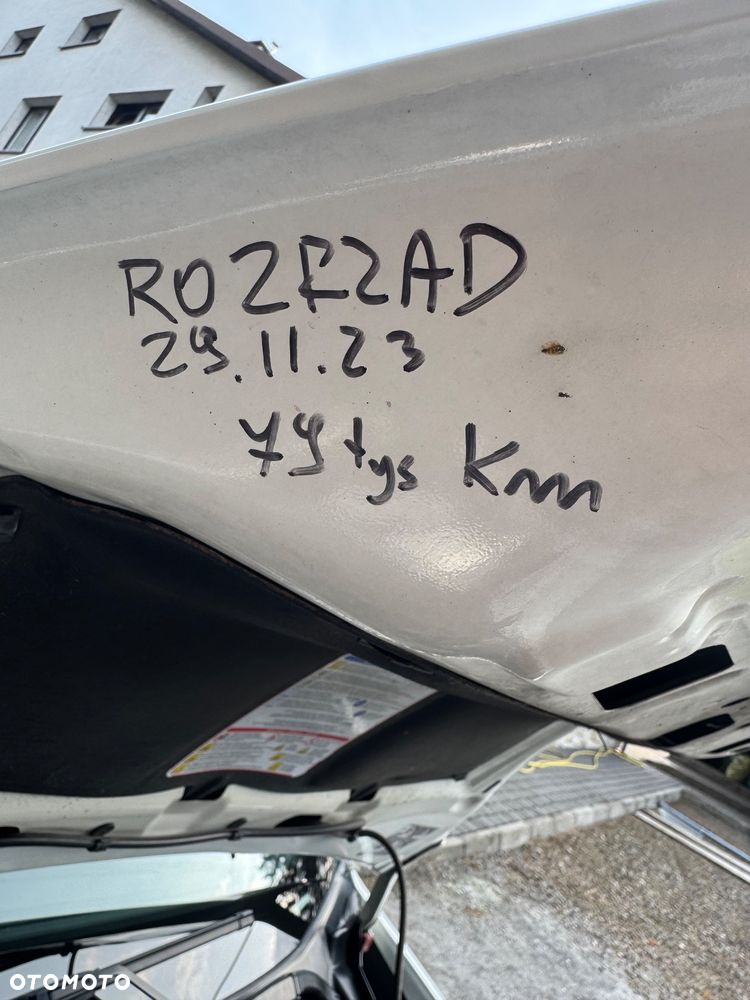 ROZRZAD
29.11.23
79 tys Km
OTOMOTO